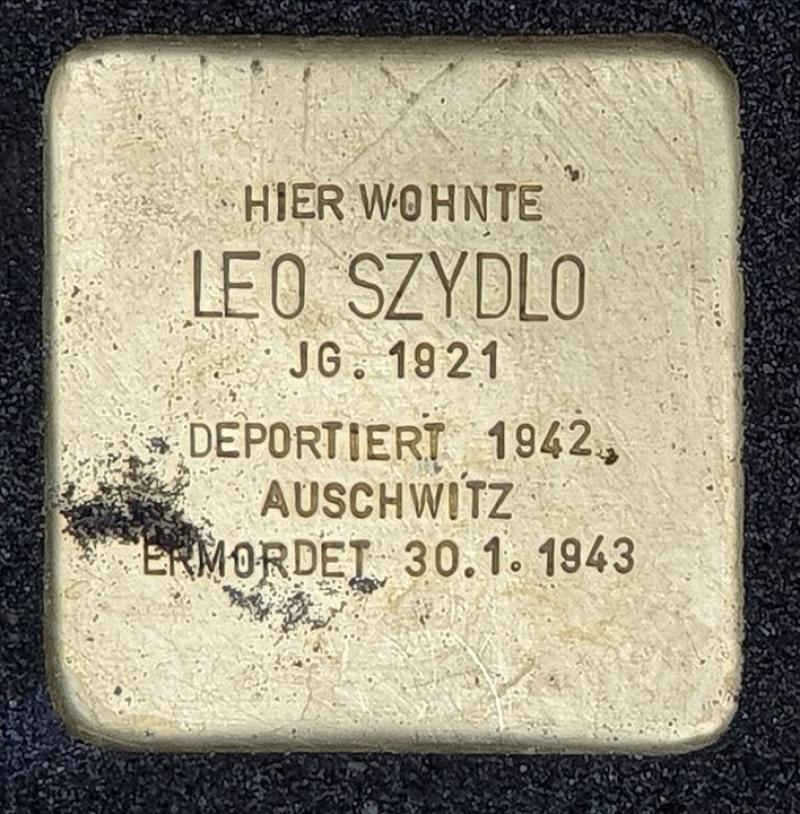 HIER WOHNTE
LEO SZYDLO
JG. 1921
DEPORTIERT 1942
AUSCHWITZ
ERMORDET 30.1.1943